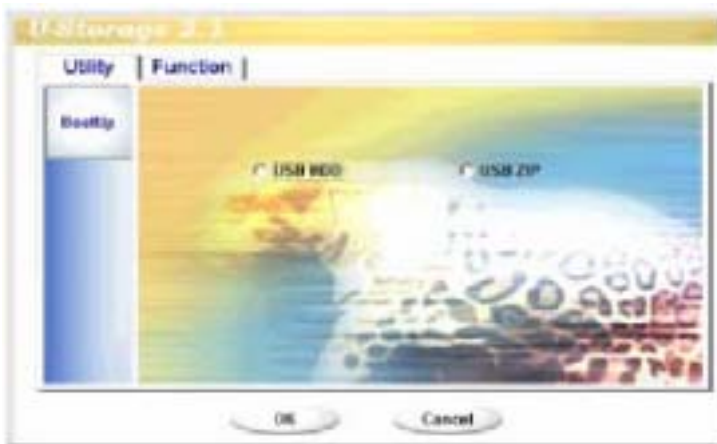 U-Storage 2.1
Utility | Function |
BootUp
USB HDD
USB ZIP
OK
Cancel